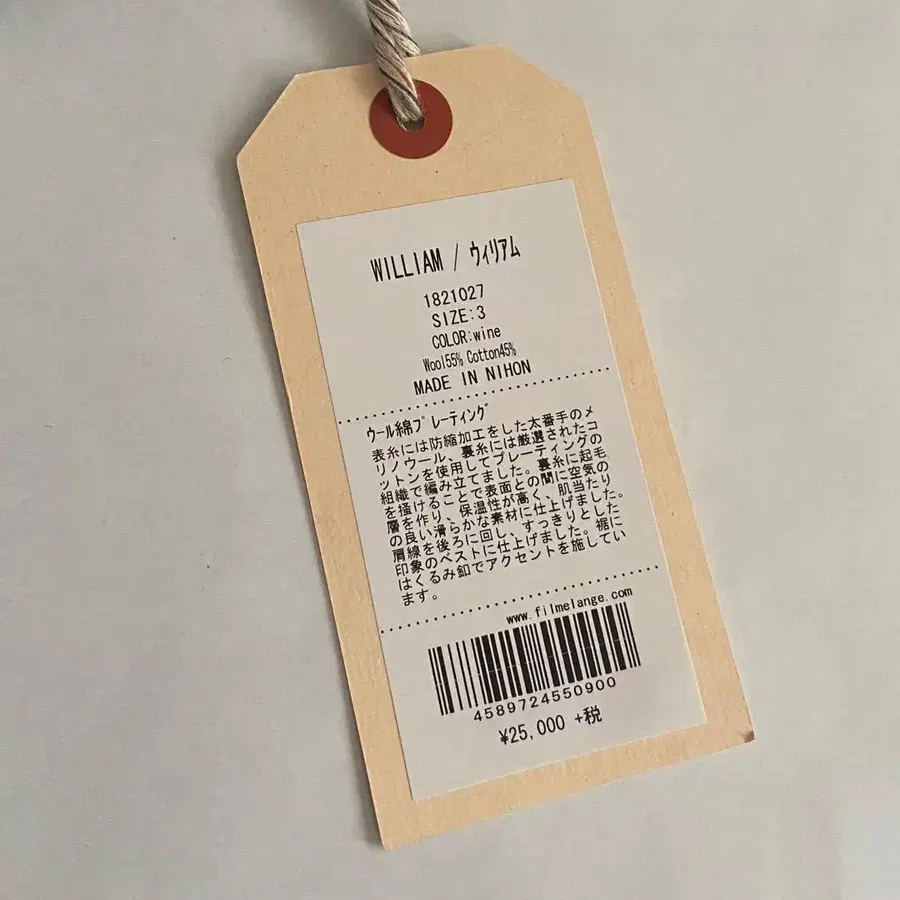 WILLIAM / ウィリアム
1821027
SIZE:3
COLOR:wine
Wool55% Cotton45%
MADE IN NIHON
ウール綿プレーティング
表糸には防縮加工をした太番手のメ
リノウール、裏糸には厳選されたコ
ットンを使用してプレーティングの
組織で編み立てました。裏糸に起毛
を掻けることで表面との間に空気の
層を作り、保温性が高く、肌当たり
の良い滑らかな素材に仕上げました。
肩線を後ろに回し、すっきりとした
印象のベストに仕上げました。裾に
はくるみ釦でアクセントを施してい
ます。
www.filmelange.com
4589724550900
¥25,000 +税